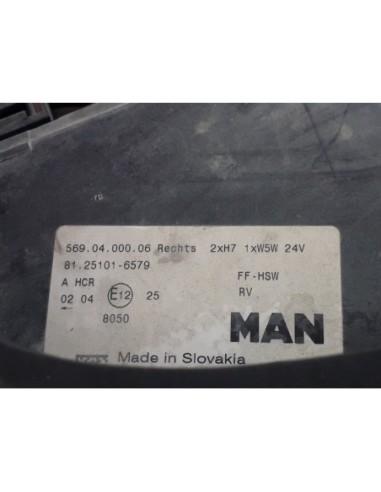 569.04.000.06 Rechts 2xH7 1xW5W 24V
81.25101-6579
A HCR FF-HSW
02 04 E12 25 RV
8050
MAN
Made in Slovakia